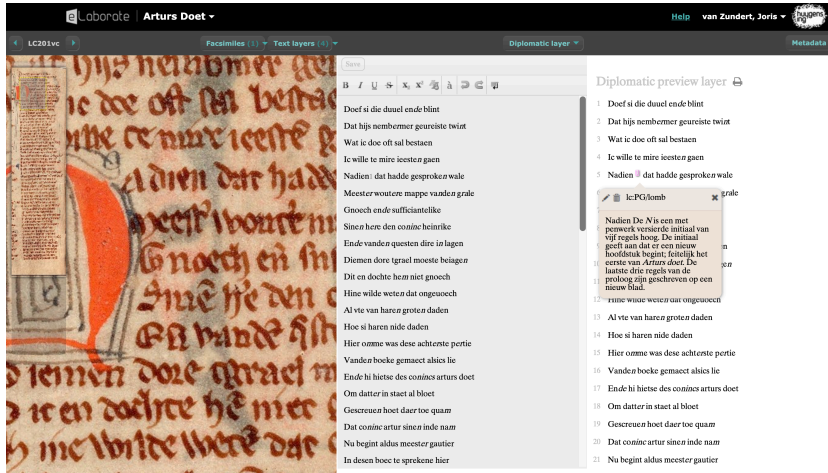 eLaborate | Arturs Doet
Help van Zundert, Joris huygens ing
LC201vc Facsimiles (1) Text layers (4) Diplomatic layer Metadata
Save
B I U S
Doef si die duuel ende blint
Dat hijs nembermer geureiste twint
Wat ic doe oft sal bestaen
Ic wille te mire ieesten gaen
Nadien dat hadde gesproken wale
Meester woutere mappe vanden grale
Gnoech ende sufficiantelike
Sinen here den coninc heinrike
Ende vanden questen dire in lagen
Diemen dore tgrael moeste beiagen
Dit en dochte hem niet gnoech
Hine wilde weten dat ongeuoech
Al vte van haren groten daden
Hoe si haren nide daden
Hier omme was dese achterste pertie
Vanden boeke gemaect alsics lie
Ende hi hietse des conincs arturs doet
Om datter in staet al bloet
Gescreuen hoet daer toe quam
Dat coninc artur sinen inde nam
Nu begint aldus meester gautier
In desen boec te sprekene hier
Diplomatic preview layer
1 Doef si die duuel ende blint
2 Dat hijs nembermer geureiste twint
3 Wat ic doe oft sal bestaen
4 Ic wille te mire ieesten gaen
5 Nadien dat hadde gesproken wale
grale
lc:PG/lomb
Nadien De N is een met
penwerk versierde initiaal van
vijf regels hoog. De initiaal
geeft aan dat er een nieuw
hoofdstuk begint; feitelijk het
eerste van Arturs doet. De
laatste drie regels van de
proloog zijn geschreven op een
nieuw blad.
12 Hine wilde weten dat ongeuoech
13 Al vte van haren groten daden
14 Hoe si haren nide daden
15 Hier omme was dese achterste pertie
16 Vanden boeke gemaect alsics lie
17 Ende hi hietse des conincs arturs doet
18 Om datter in staet al bloet
19 Gescreuen hoet daer toe quam
20 Dat coninc artur sinen inde nam
21 Nu begint aldus meester gautier